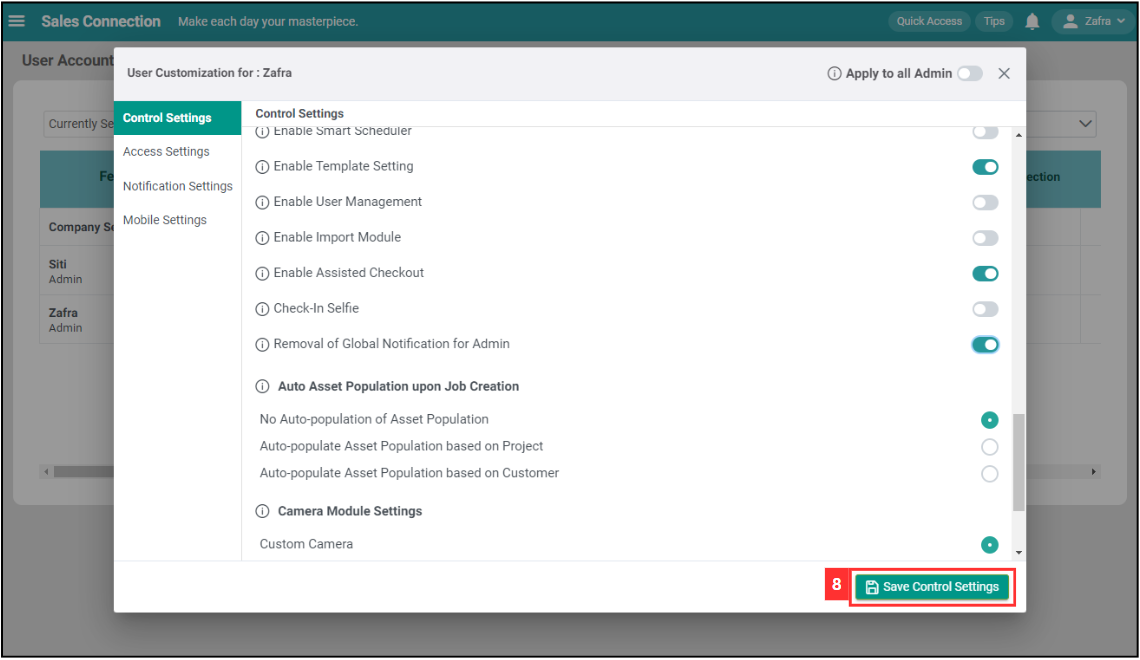 Sales Connection Make each day your masterpiece. Quick Access Tips Zafra
User Account
User Customization for : Zafra Apply to all Admin
Currently Se
Control Settings
Access Settings
Notification Settings
Mobile Settings
Control Settings
Enable Smart Scheduler
Enable Template Setting
Enable User Management
Enable Import Module
Enable Assisted Checkout
Check-In Selfie
Removal of Global Notification for Admin
Auto Asset Population upon Job Creation
No Auto-population of Asset Population
Auto-populate Asset Population based on Project
Auto-populate Asset Population based on Customer
Camera Module Settings
Custom Camera
8 Save Control Settings
Fe
ection
Company Se
Siti
Admin
Zafra
Admin